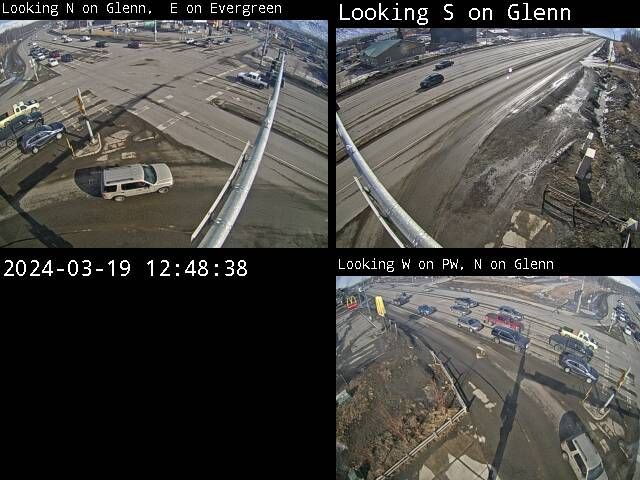 Looking N on Glenn,  E on Evergreen
Looking S on Glenn
2024-03-19 12:48:38
Looking W on PW, N on Glenn